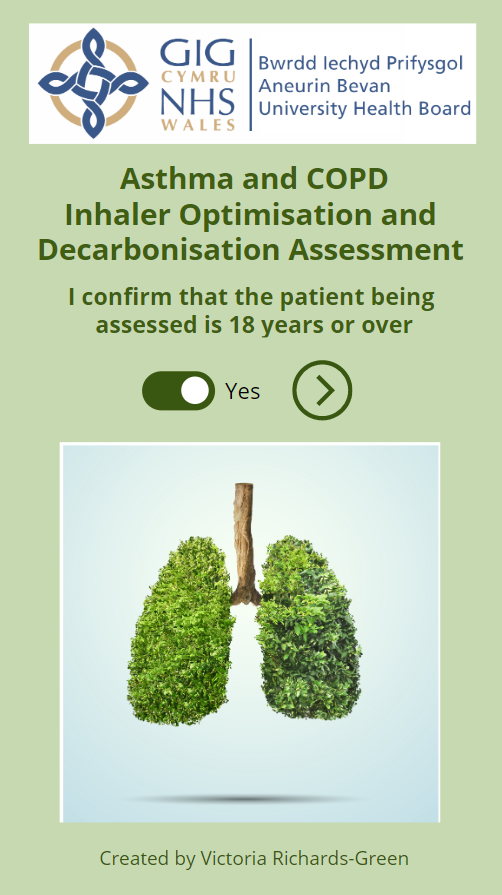 GIG
CYMRU
NHS
WALES
Bwrdd Iechyd Prifysgol
Aneurin Bevan
University Health Board
Asthma and COPD
Inhaler Optimisation and
Decarbonisation Assessment
I confirm that the patient being
assessed is 18 years or over
Yes
Created by Victoria Richards-Green